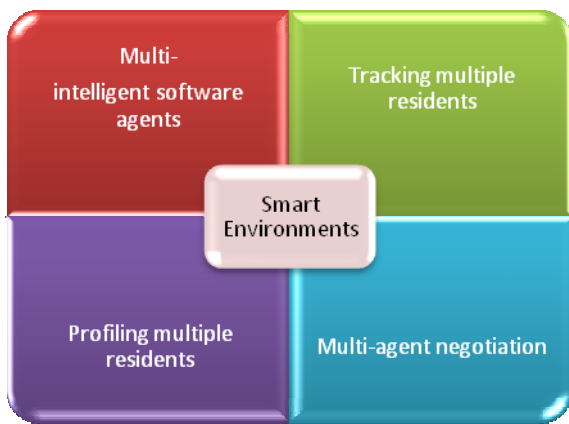 Multi-
intelligent software
agents
Tracking multiple
residents
Smart
Environments
Profiling multiple
residents
Multi-agent negotiation